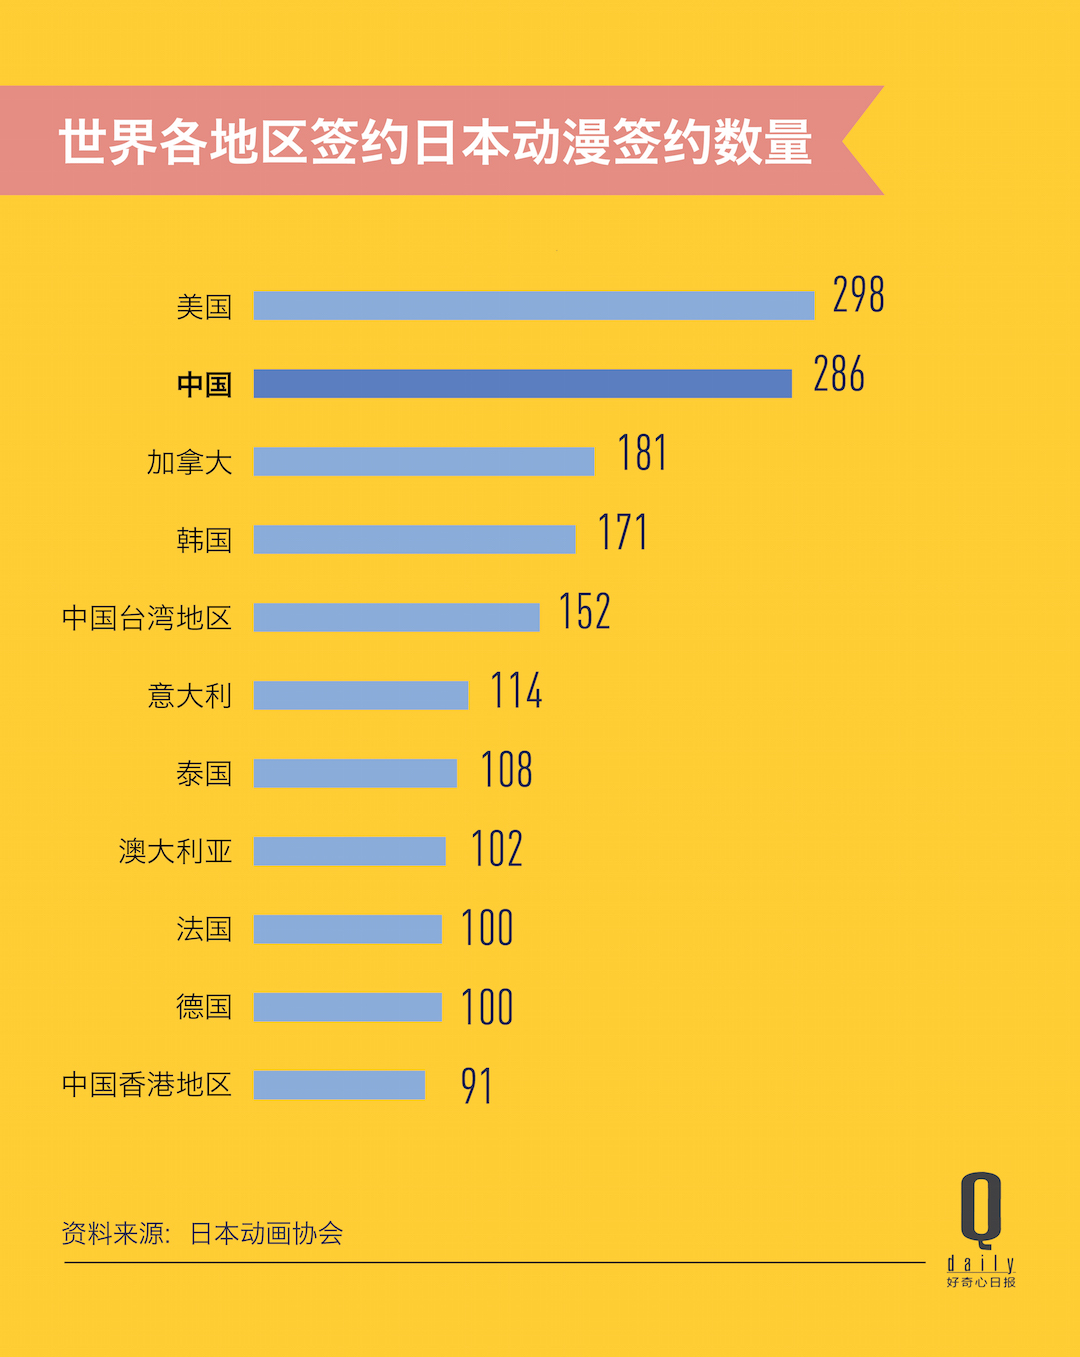 世界各地区签约日本动漫签约数量
美国 298
中国 286
加拿大 181
韩国 171
中国台湾地区 152
意大利 114
泰国 108
澳大利亚 102
法国 100
德国 100
中国香港地区 91
资料来源：日本动画协会
Q
daily
好奇心日报